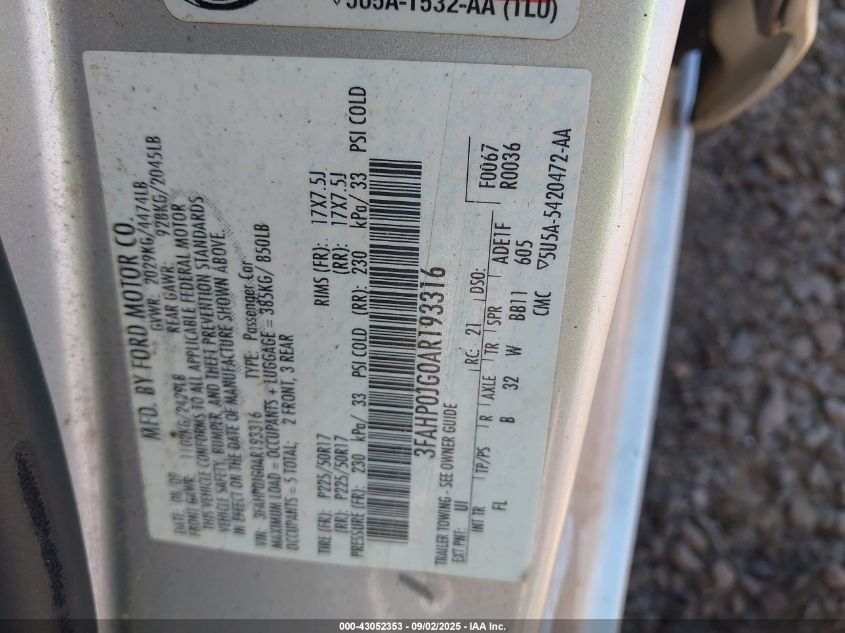 5U5A-1532-AA (TLU)
MFD. BY FORD MOTOR CO.
DATE: 08/09 GVWR: 2029KG/4474LB
FRONT GAWR: 1102KG/2429LB REAR GAWR: 928KG/2045LB
THIS VEHICLE CONFORMS TO ALL APPLICABLE FEDERAL MOTOR
VEHICLE SAFETY, BUMPER, AND THEFT PREVENTION STANDARDS
IN EFFECT ON THE DATE OF MANUFACTURE SHOWN ABOVE.
VIN: 3FAHP0JG0AR193316 TYPE: Passenger Car
MAXIMUM LOAD = OCCUPANTS + LUGGAGE = 385KG/ 850LB
OCCUPANTS = 5 TOTAL; 2 FRONT, 3 REAR
TIRE (FR): P225/50R17 RIMS (FR): 17X7.5J
(RR): P225/50R17 (RR): 17X7.5J
PRESSURE (FR): 230 kPa/ 33 PSI COLD (RR): 230 kPa/ 33 PSI COLD
3FAHP0JG0AR193316
TRAILER TOWING - SEE OWNER GUIDE
EXT PNT: UI RC: 21 DSO: F0067
R0036
INT TR TP/PS R AXLE TR SPR ADE1F
FL B 32 W BB11 605
CMC ▽5U5A-5420472-AA
000-43052353 - 09/02/2025 - IAA Inc.